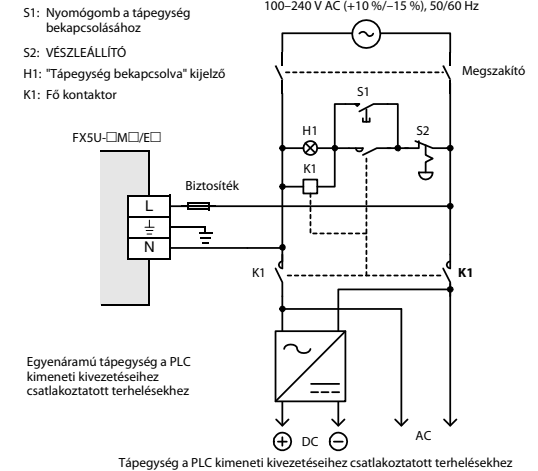 100–240 V AC (+10 %/–15 %), 50/60 Hz
S1: Nyomógomb a tápegység
bekapcsolásához
S2: VÉSZLEÁLLÍTÓ
H1: "Tápegység bekapcsolva" kijelző
K1: Fő kontaktor
Megszakító
S1
H1
S2
K1
FX5U-□M□/E□
Biztosíték
L
N
K1
K1
Egyenáramú tápegység a PLC
kimeneti kivezetéseihez
csatlakoztatott terhelésekhez
DC
AC
Tápegység a PLC kimeneti kivezetéseihez csatlakoztatott terhelésekhez